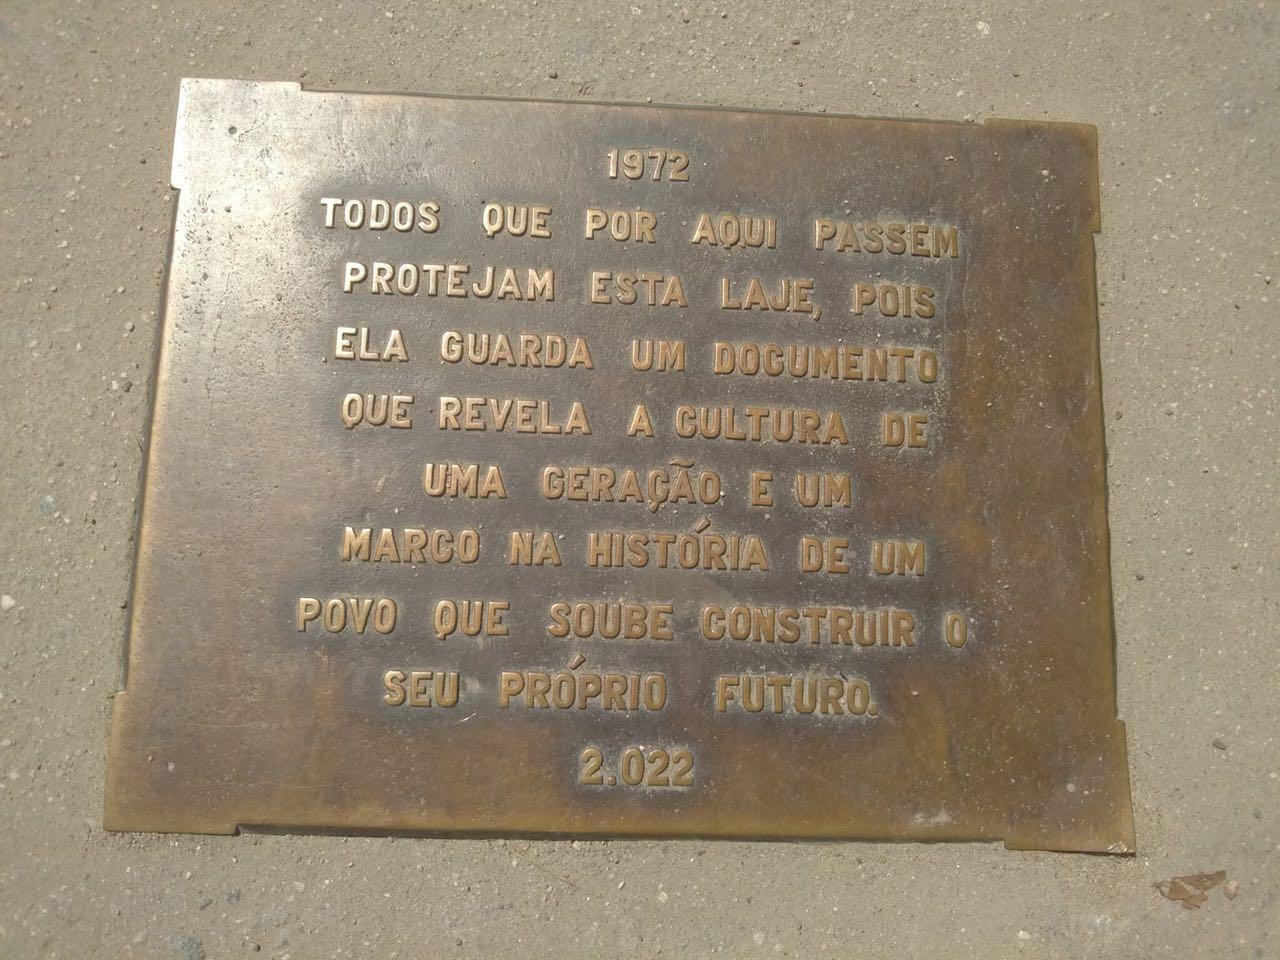 1972
TODOS QUE POR AQUI PASSEM
PROTEJAM ESTA LAJE, POIS
ELA GUARDA UM DOCUMENTO
QUE REVELA A CULTURA DE
UMA GERAÇÃO E UM
MARCO NA HISTÓRIA DE UM
POVO QUE SOUBE CONSTRUIR O
SEU PRÓPRIO FUTURO.
2.022